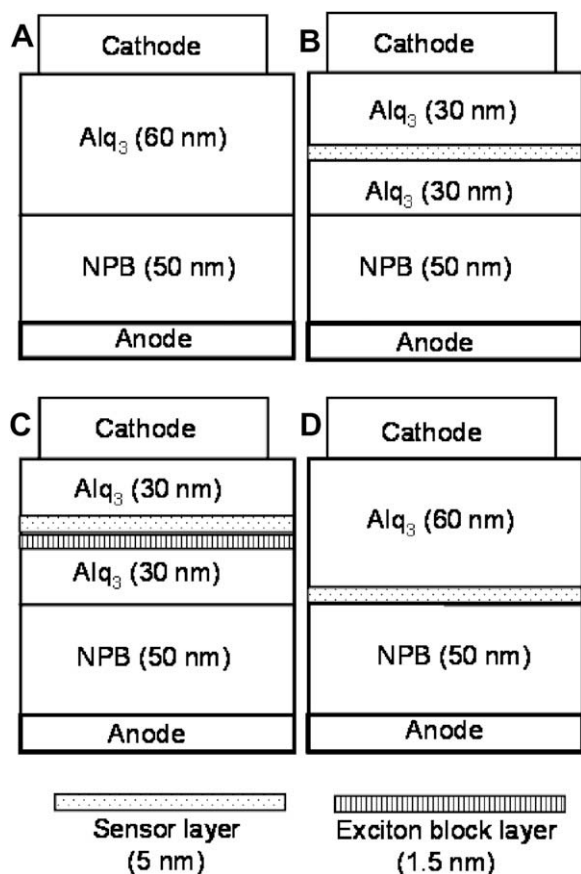 A
Cathode
Alq₃ (60 nm)
NPB (50 nm)
Anode
B
Cathode
Alq₃ (30 nm)
Alq₃ (30 nm)
NPB (50 nm)
Anode
C
Cathode
Alq₃ (30 nm)
Alq₃ (30 nm)
NPB (50 nm)
Anode
D
Cathode
Alq₃ (60 nm)
NPB (50 nm)
Anode
Sensor layer
(5 nm)
Exciton block layer
(1.5 nm)